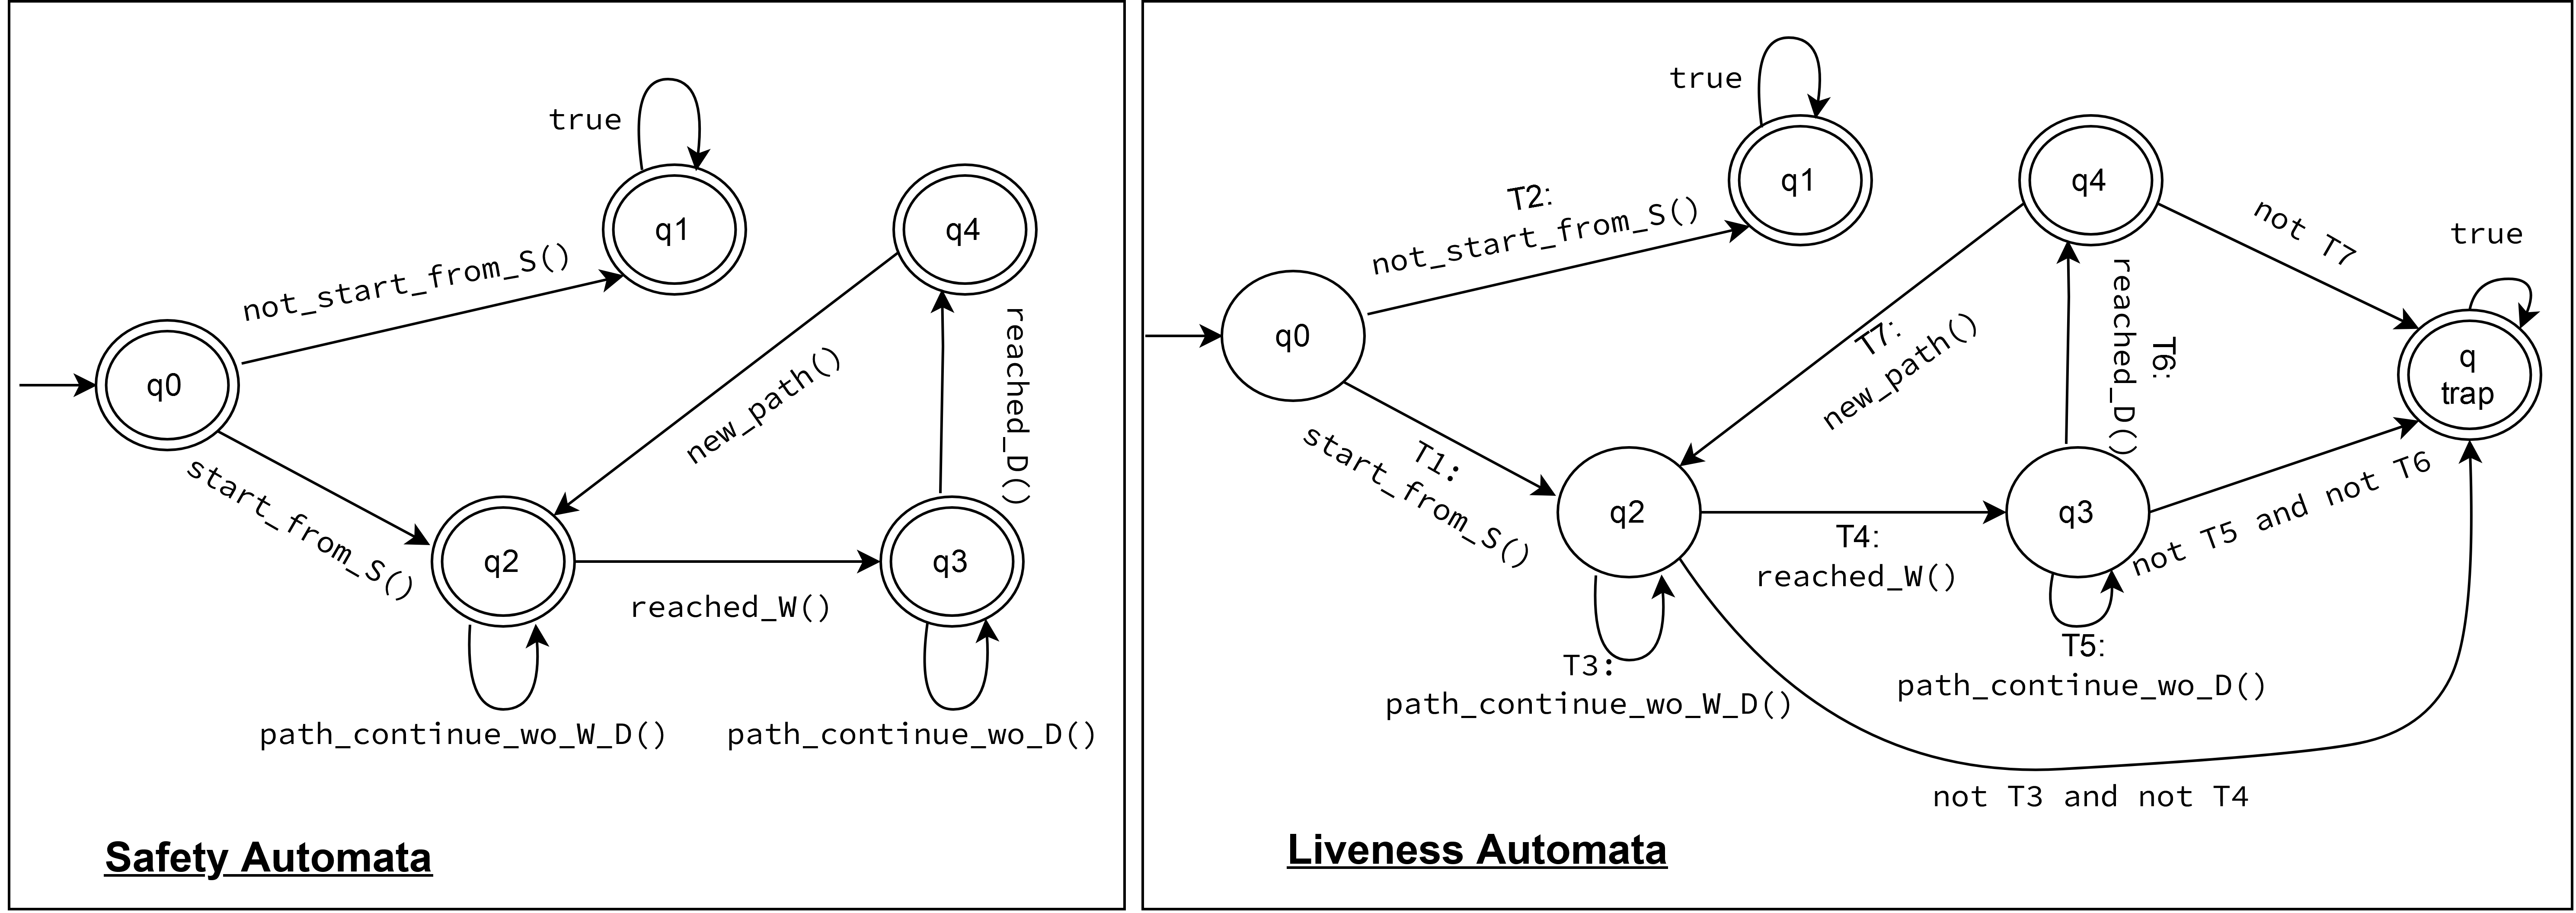 true
q1
q4
not_start_from_S()
q0
new_path()
reached_D()
start_from_S()
q2
q3
reached_W()
path_continue_wo_W_D()
path_continue_wo_D()
Safety Automata
true
q1
q4
T2:
not_start_from_S()
not T7
true
q0
T7:
new_path()
T6:
reached_D()
q
trap
T1:
start_from_S()
q2
q3
T4:
reached_W()
not T5 and not T6
T3:
path_continue_wo_W_D()
T5:
path_continue_wo_D()
not T3 and not T4
Liveness Automata